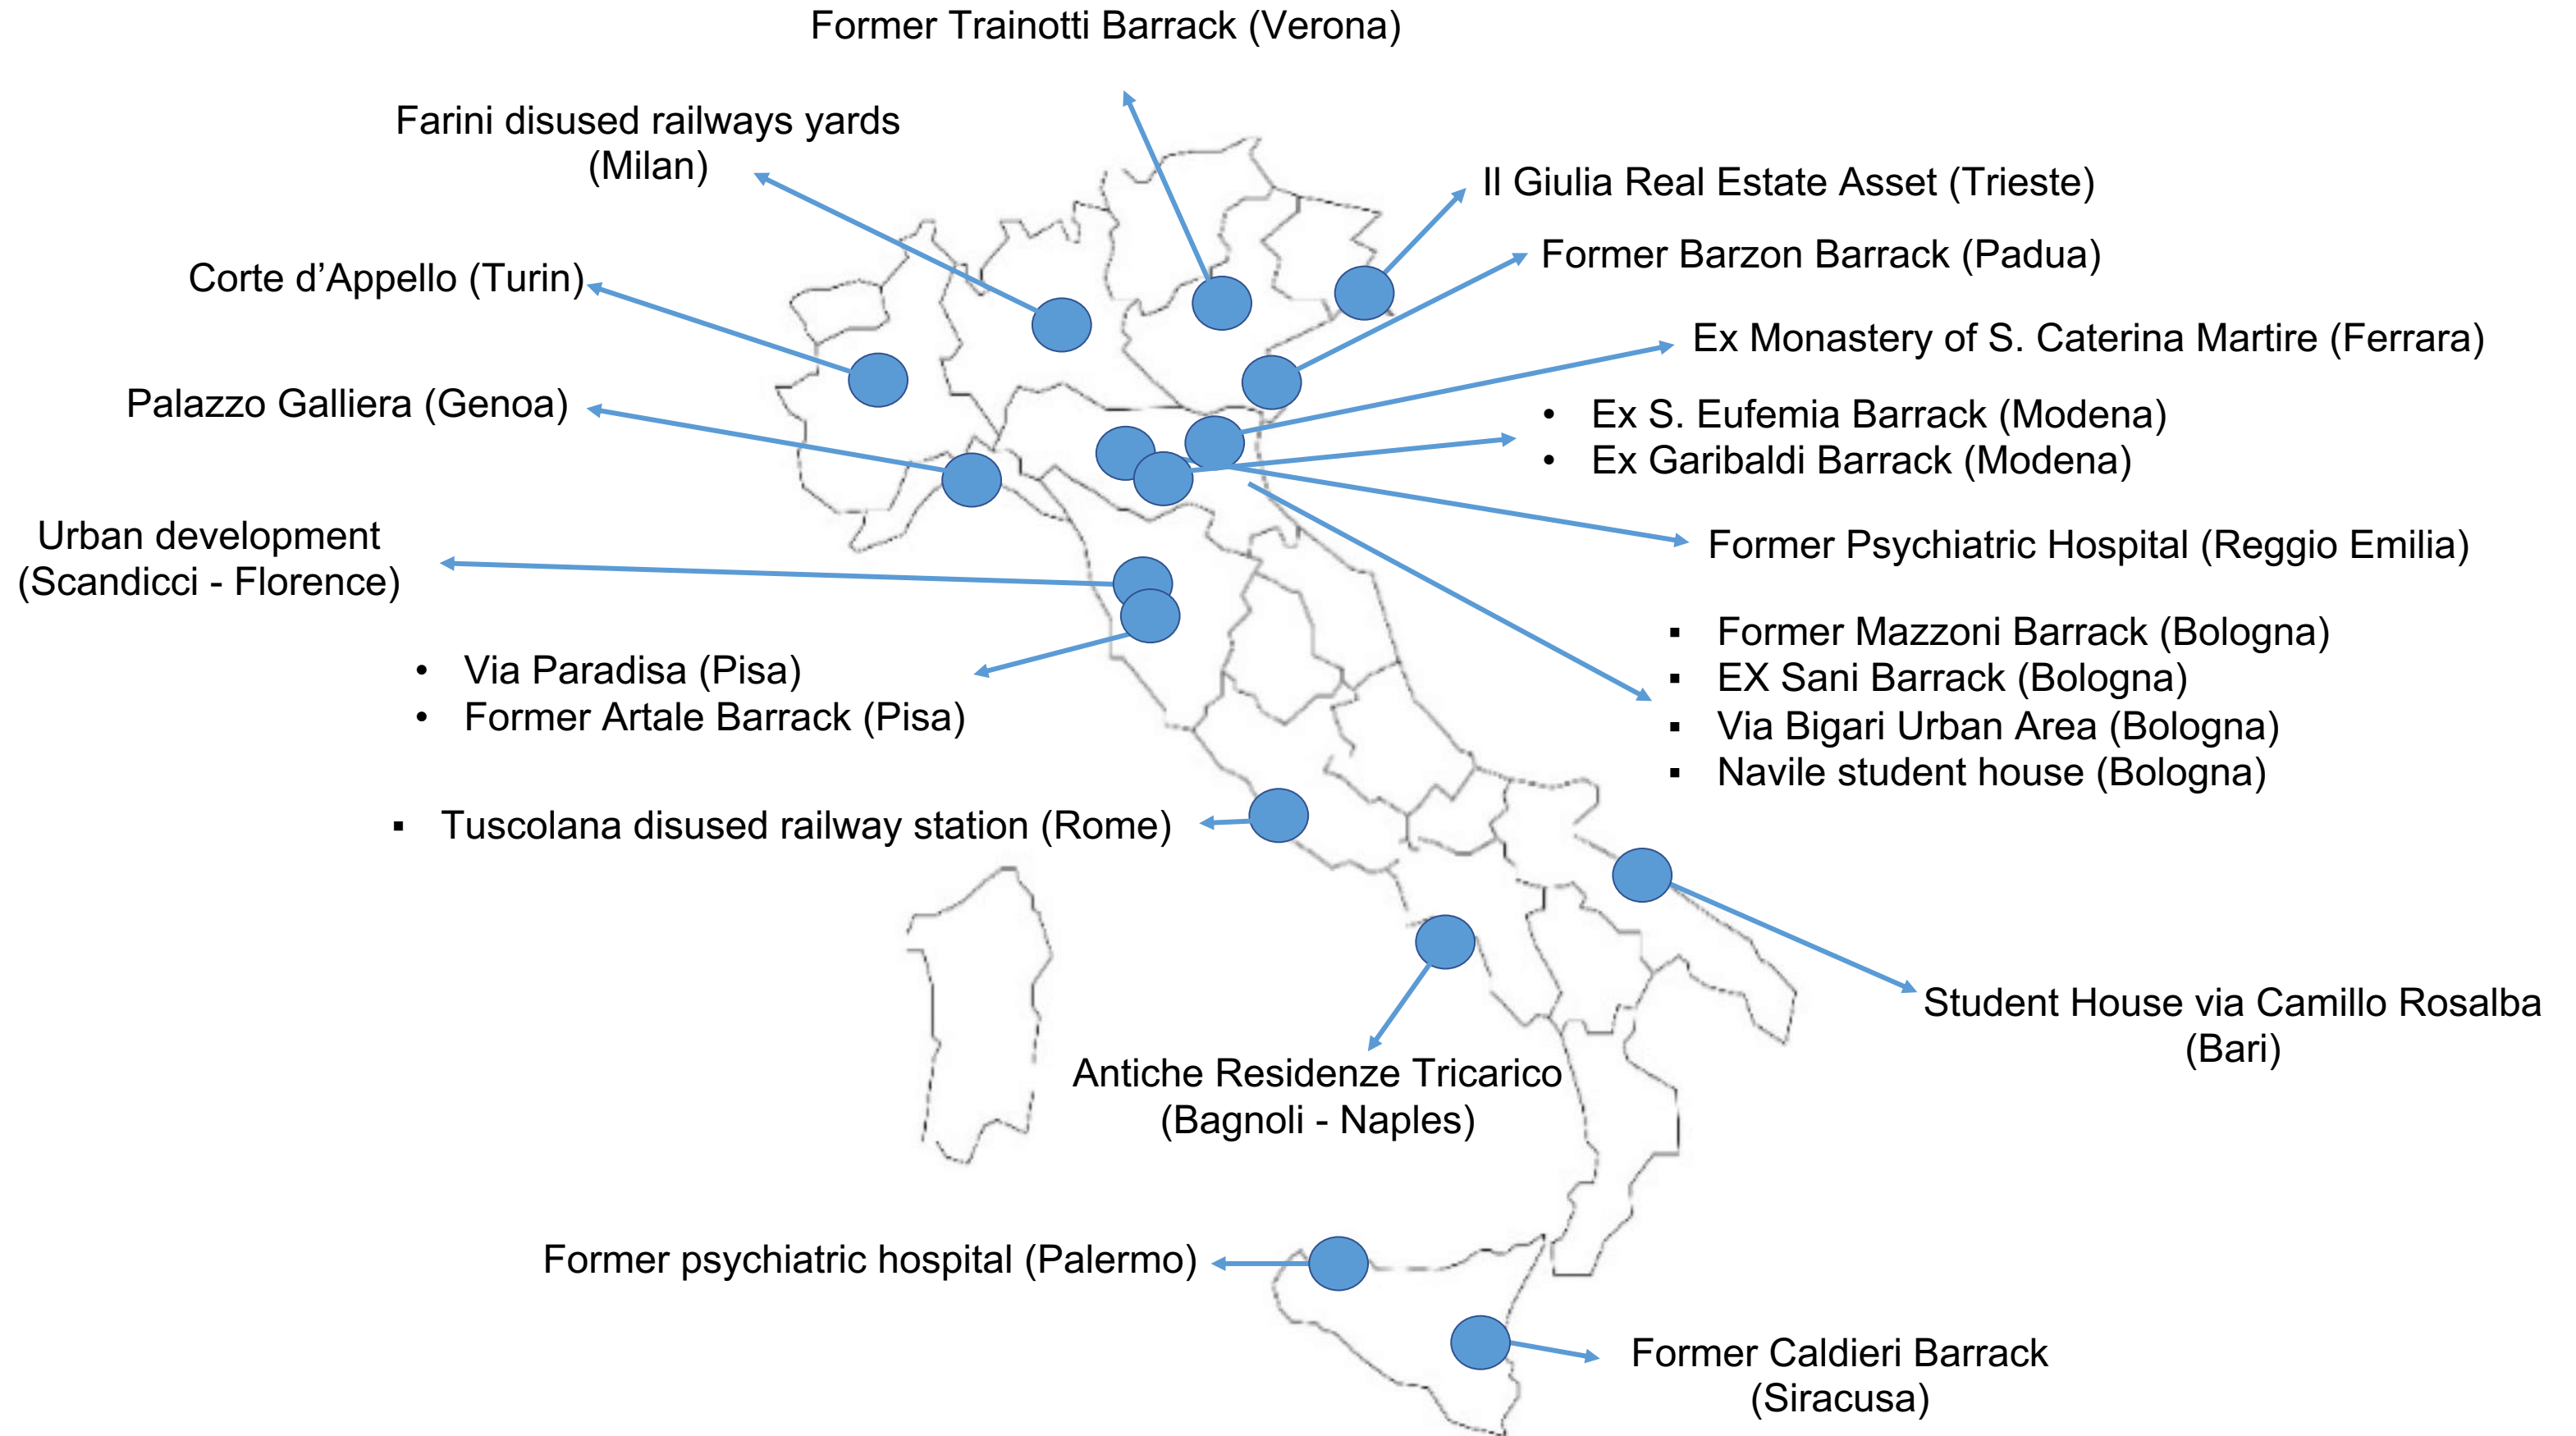 Former Trainotti Barrack (Verona)
Farini disused railways yards
(Milan)
Il Giulia Real Estate Asset (Trieste)
Former Barzon Barrack (Padua)
Corte d’Appello (Turin)
Ex Monastery of S. Caterina Martire (Ferrara)
Palazzo Galliera (Genoa)
• Ex S. Eufemia Barrack (Modena)
• Ex Garibaldi Barrack (Modena)
Urban development
(Scandicci - Florence)
Former Psychiatric Hospital (Reggio Emilia)
▪ Former Mazzoni Barrack (Bologna)
▪ EX Sani Barrack (Bologna)
▪ Via Bigari Urban Area (Bologna)
▪ Navile student house (Bologna)
• Via Paradisa (Pisa)
• Former Artale Barrack (Pisa)
▪ Tuscolana disused railway station (Rome)
Student House via Camillo Rosalba
(Bari)
Antiche Residenze Tricarico
(Bagnoli - Naples)
Former psychiatric hospital (Palermo)
Former Caldieri Barrack
(Siracusa)